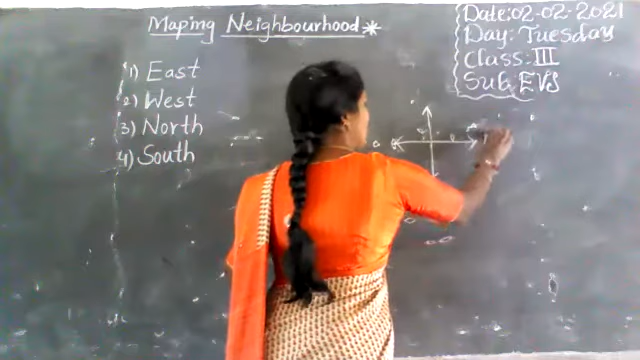 Maping Neighbourhood*
Date:02-02-2021
Day: Tuesday
Class: III
Sub: EVS
1) East
2) West
3) North
4) South